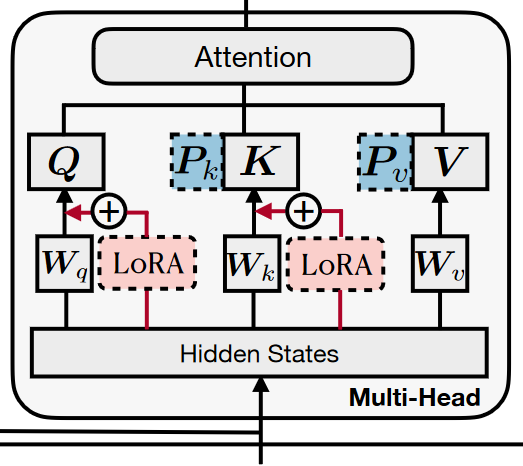 Attention
Q
P_k K
P_v V
+
+
W_q LoRA
W_k LoRA
W_v
Hidden States
Multi-Head